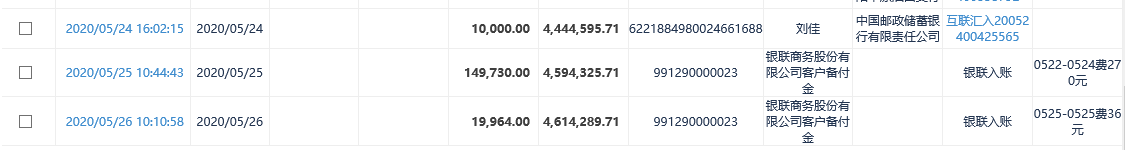 2020/05/24 16:02:15 2020/05/24 10,000.00 4,444,595.71 6221884980024661688 刘佳 中国邮政储蓄银 互联汇入20052
行有限责任公司 400425565
银联商务股份有
2020/05/25 10:44:43 2020/05/25 149,730.00 4,594,325.71 991290000023 限公司客户备付 银联入账 0522-0524费27
金 0元
银联商务股份有
2020/05/26 10:10:58 2020/05/26 19,964.00 4,614,289.71 991290000023 限公司客户备付 银联入账 0525-0525费36
金 元